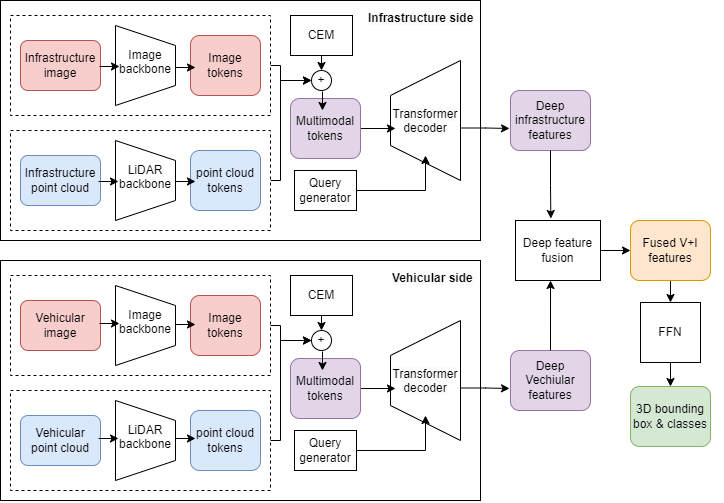 Infrastructure side
CEM
Infrastructure
image
Image
backbone
Image
tokens
+
Multimodal
tokens
Transformer
decoder
Deep
infrastructure
features
Infrastructure
point cloud
LiDAR
backbone
point cloud
tokens
Query
generator
Deep feature
fusion
Fused V+I
features
Vehicular side
CEM
Vehicular
image
Image
backbone
Image
tokens
+
Multimodal
tokens
Transformer
decoder
Deep
Vechiular
features
FFN
Vehicular
point cloud
LiDAR
backbone
point cloud
tokens
Query
generator
3D bounding
box & classes